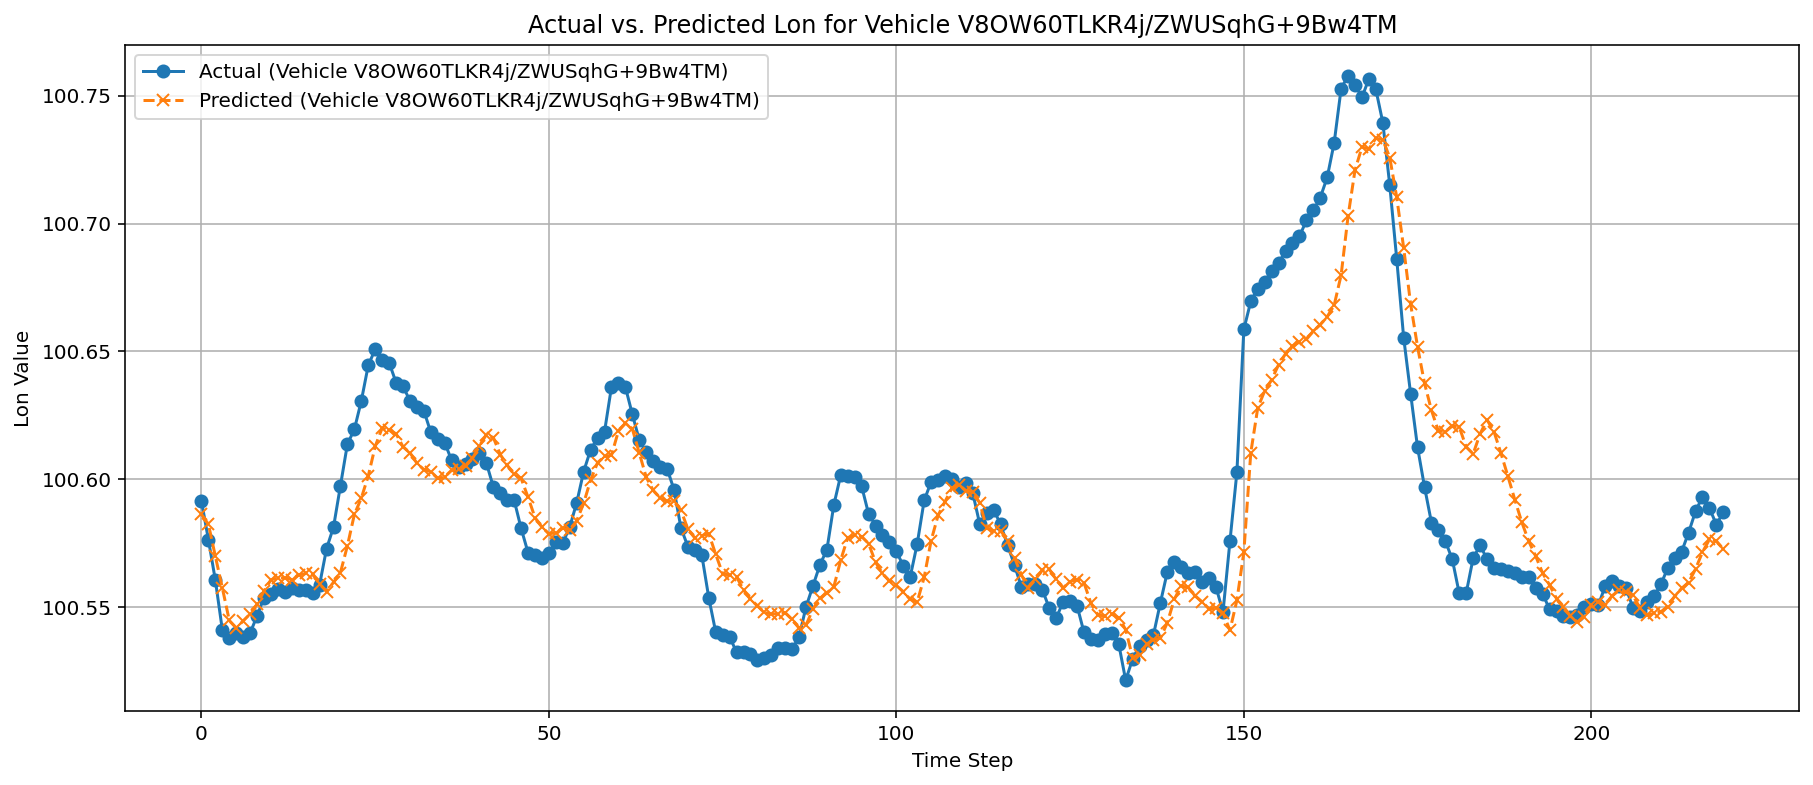 Actual vs. Predicted Lon for Vehicle V8OW60TLKR4j/ZWUSqhG+9Bw4TM
Actual (Vehicle V8OW60TLKR4j/ZWUSqhG+9Bw4TM)
Predicted (Vehicle V8OW60TLKR4j/ZWUSqhG+9Bw4TM)
Lon Value
100.75
100.70
100.65
100.60
100.55
0 50 100 150 200
Time Step